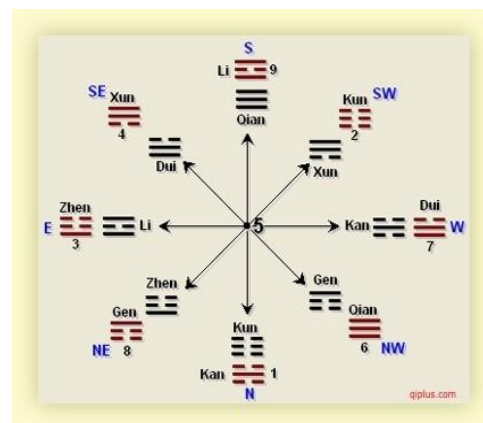 S
Li 9
Qian
SE Xun
4
Dui
Kun SW
2
Xun
Zhen
E
3
Li
5
Kan
Dui
W
7
Zhen
Gen
NE 8
Gen
Qian
6 NW
Kun
Kan 1
N
qiplus.com